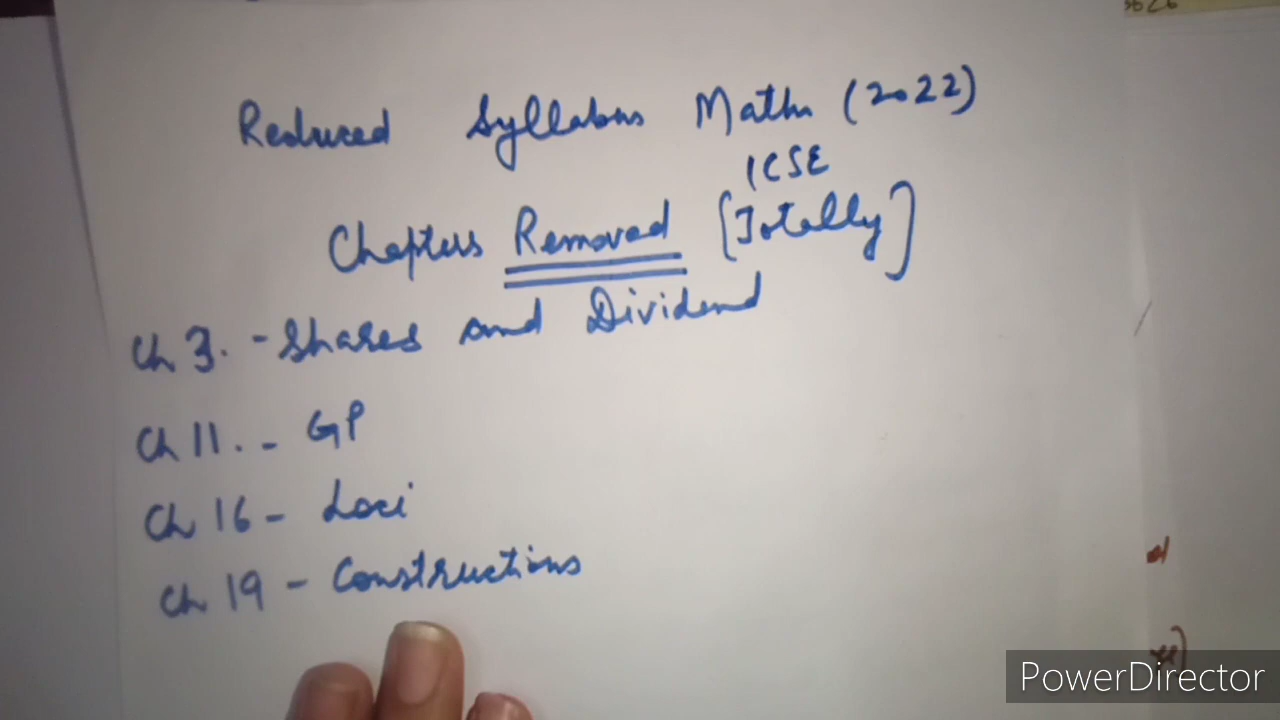 Reduced Syllabus Maths (2022)
ICSE
Chapters Removed [Totally]
Ch 3. - Shares and Dividend
Ch 11. - GP
Ch 16 - Loci
Ch 19 - Constructions
PowerDirector